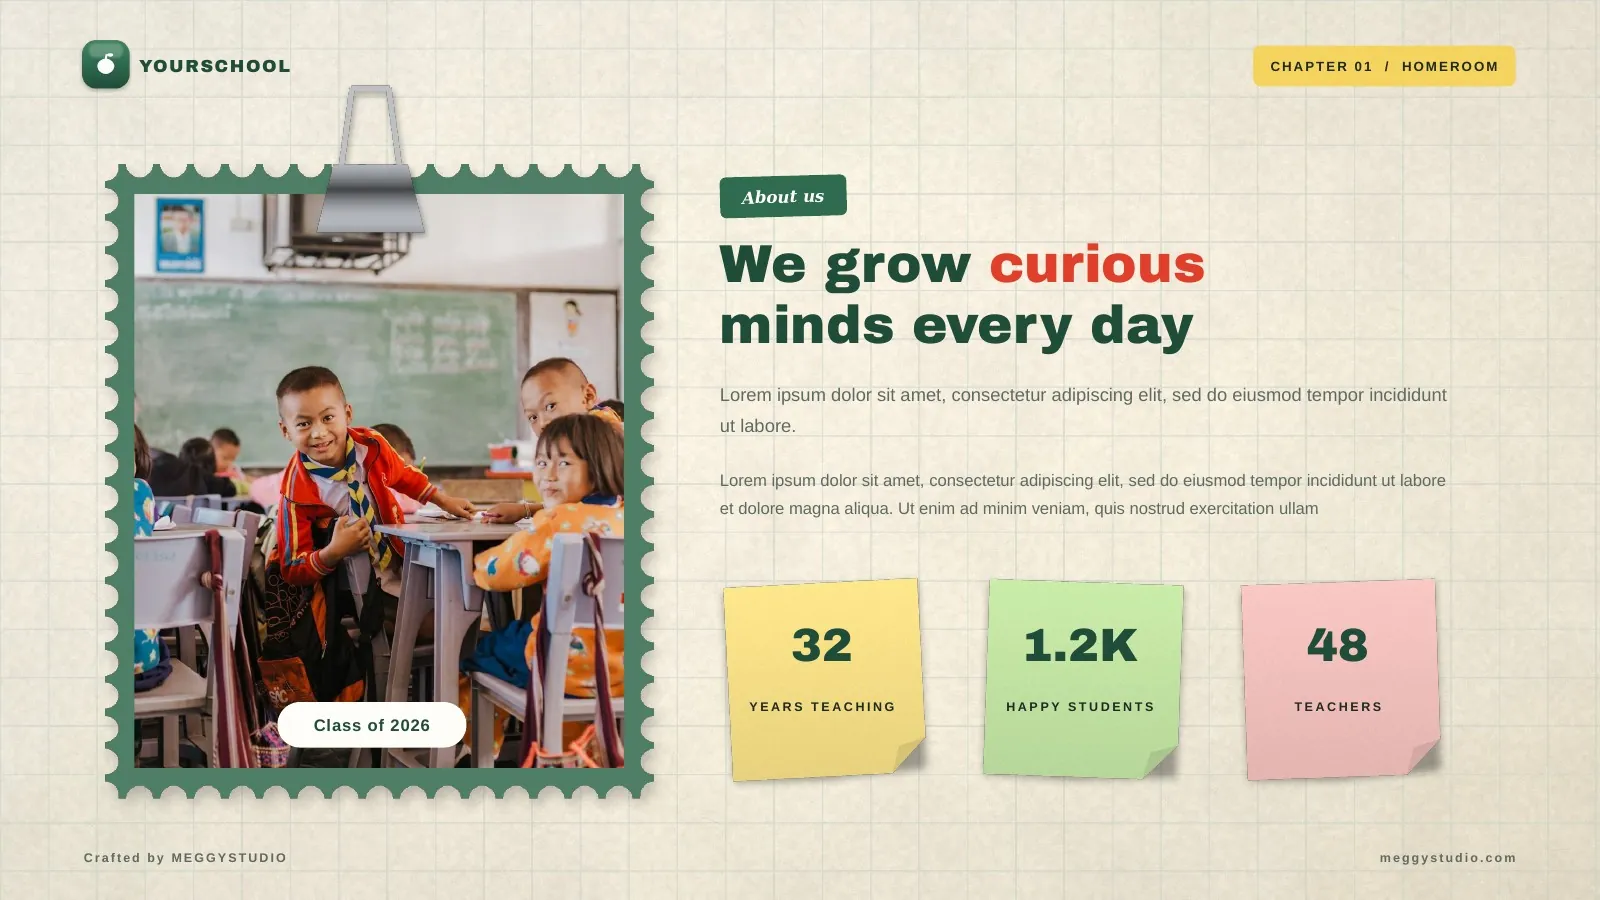 YOURSCHOOL
CHAPTER 01 / HOMEROOM
About us
We grow curious
minds every day
Lorem ipsum dolor sit amet, consectetur adipiscing elit, sed do eiusmod tempor incididunt
ut labore.
Lorem ipsum dolor sit amet, consectetur adipiscing elit, sed do eiusmod tempor incididunt ut labore
et dolore magna aliqua. Ut enim ad minim veniam, quis nostrud exercitation ullam
32
YEARS TEACHING
1.2K
HAPPY STUDENTS
48
TEACHERS
Class of 2026
Crafted by MEGGYSTUDIO
meggystudio.com